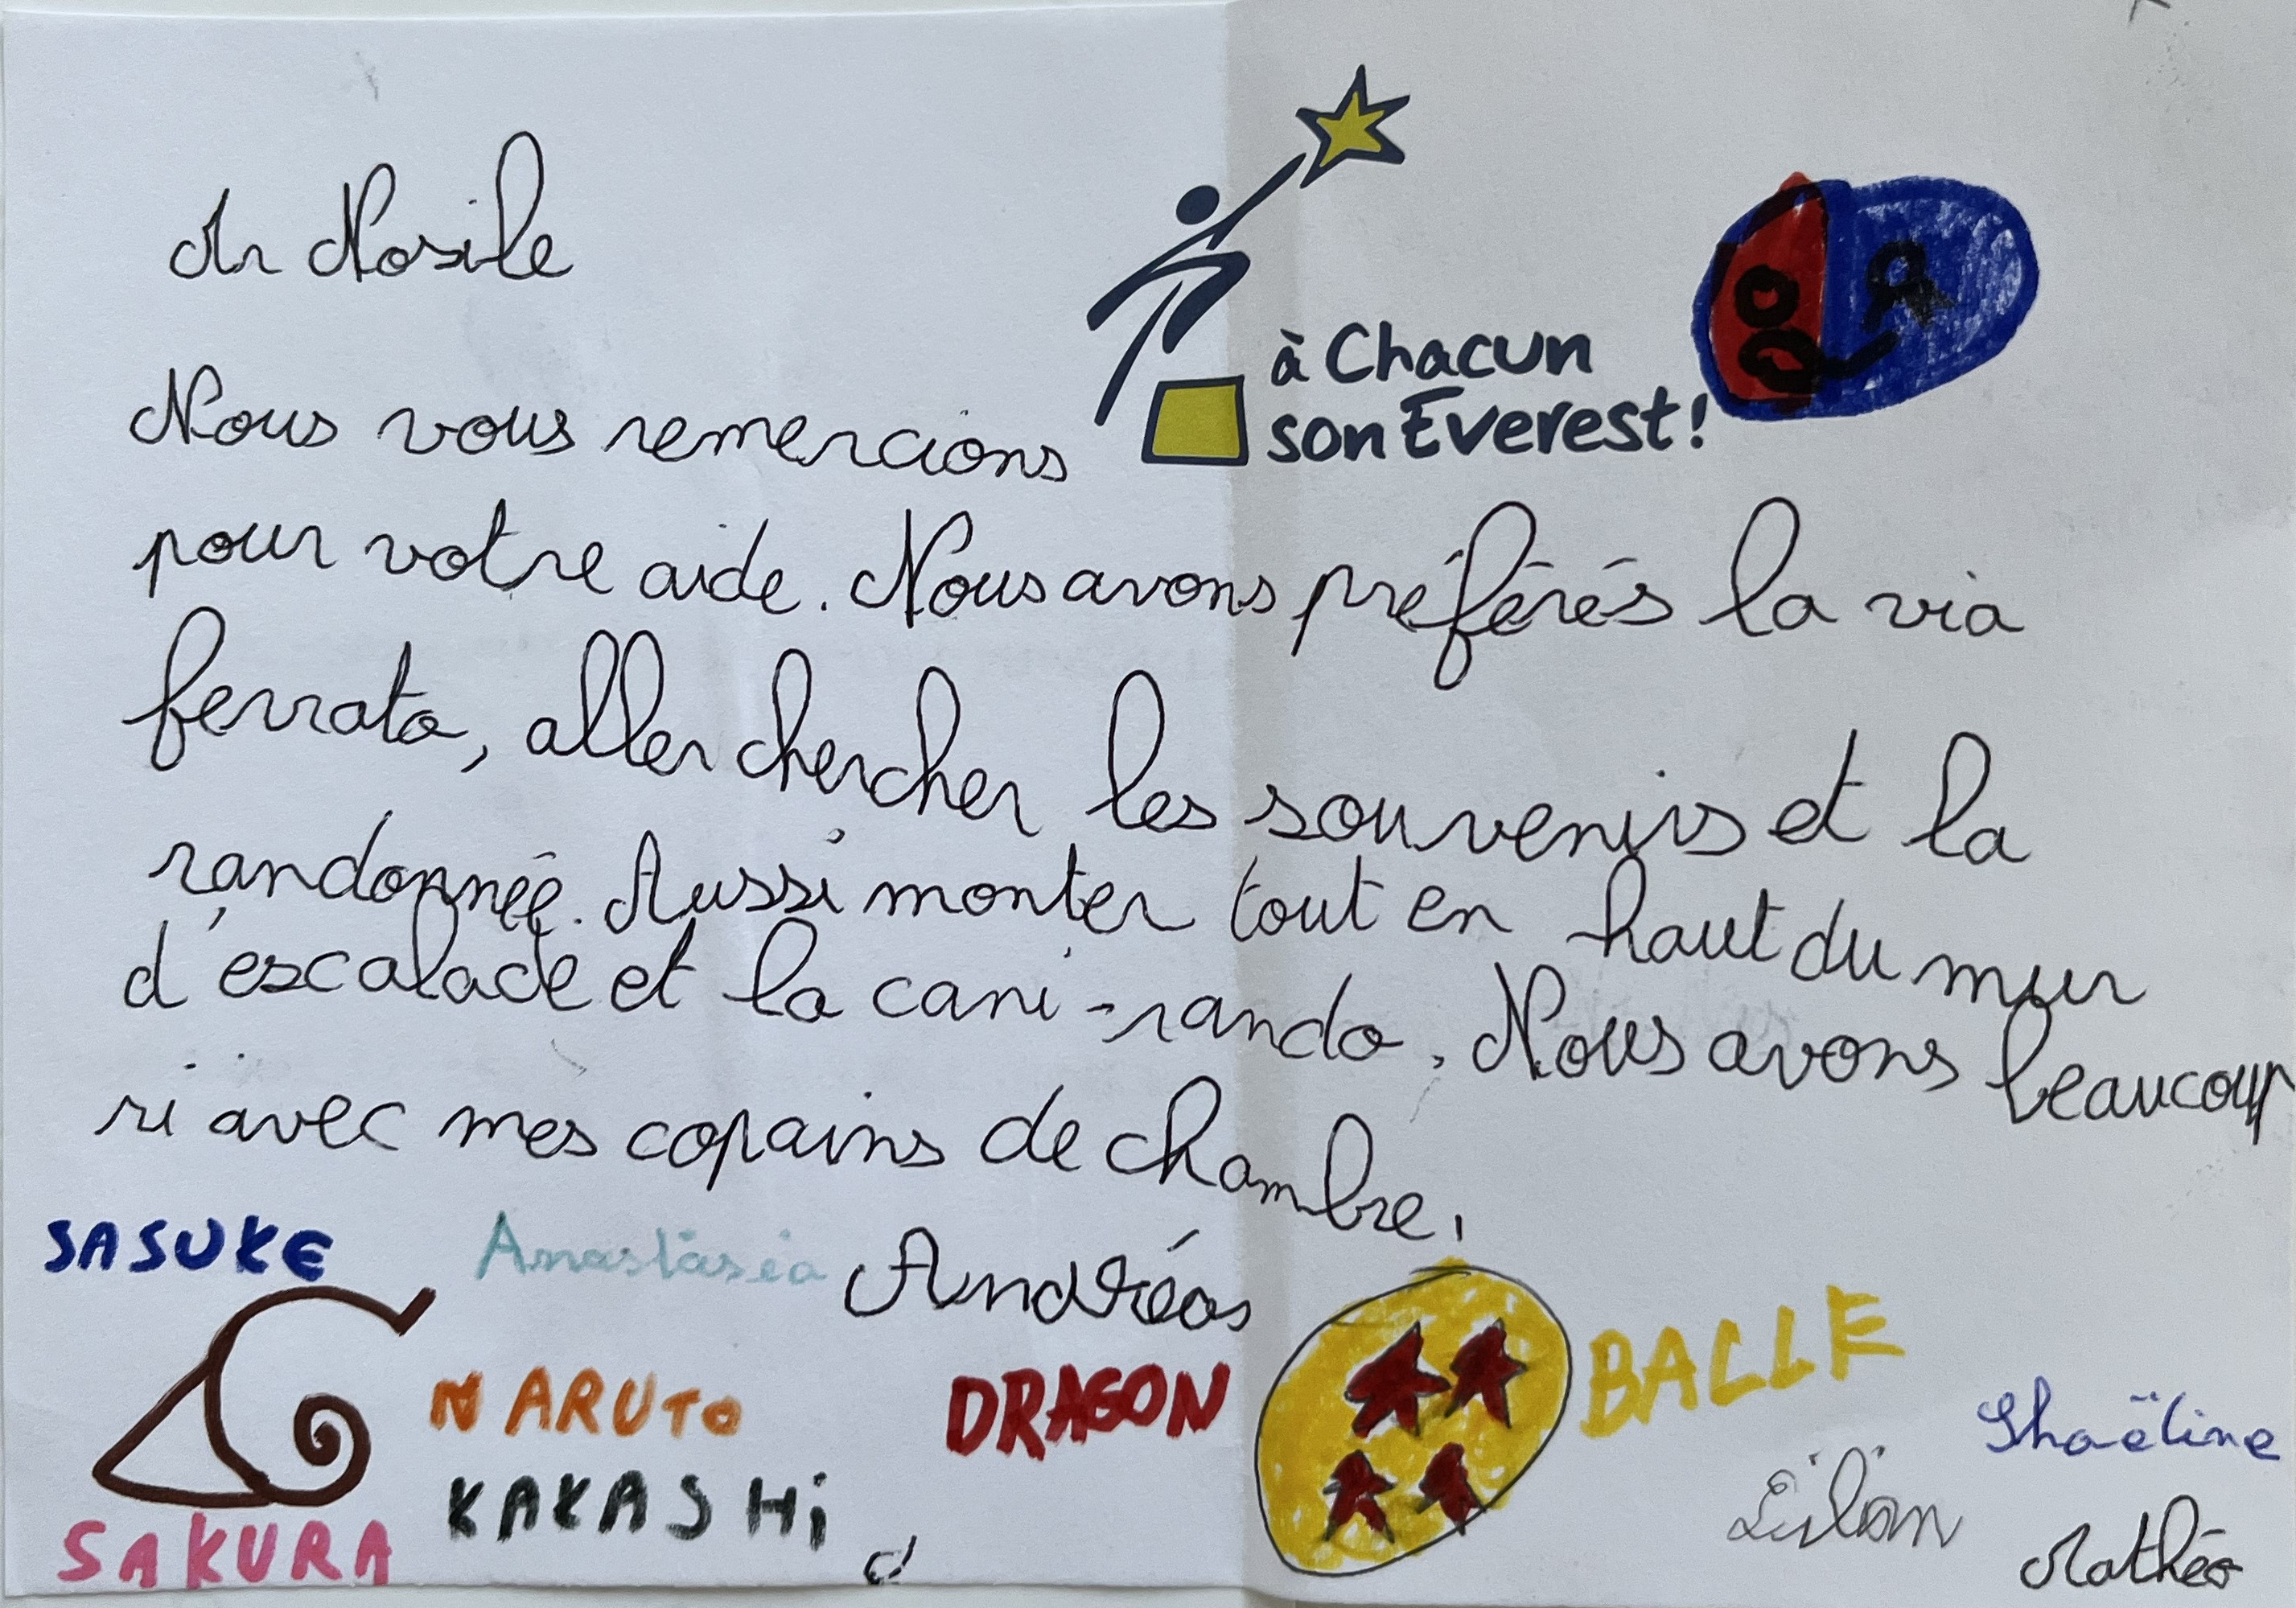 Mr Nosile
à Chacun
son Everest!
Nous vous remercions
pour votre aide. Nous avons préférés la via
ferrata, aller chercher les souvenirs et la
randonnée. Aussi monter tout en haut du mur
d'escalade et la cani-rando. Nous avons beaucoup
ri avec mes copains de chambre.
SASUKE
Anastasia
Andréas
NARUTO
DRAGON
BALLE
KAKASHi
SAKURA
Shaëline
Mathéo